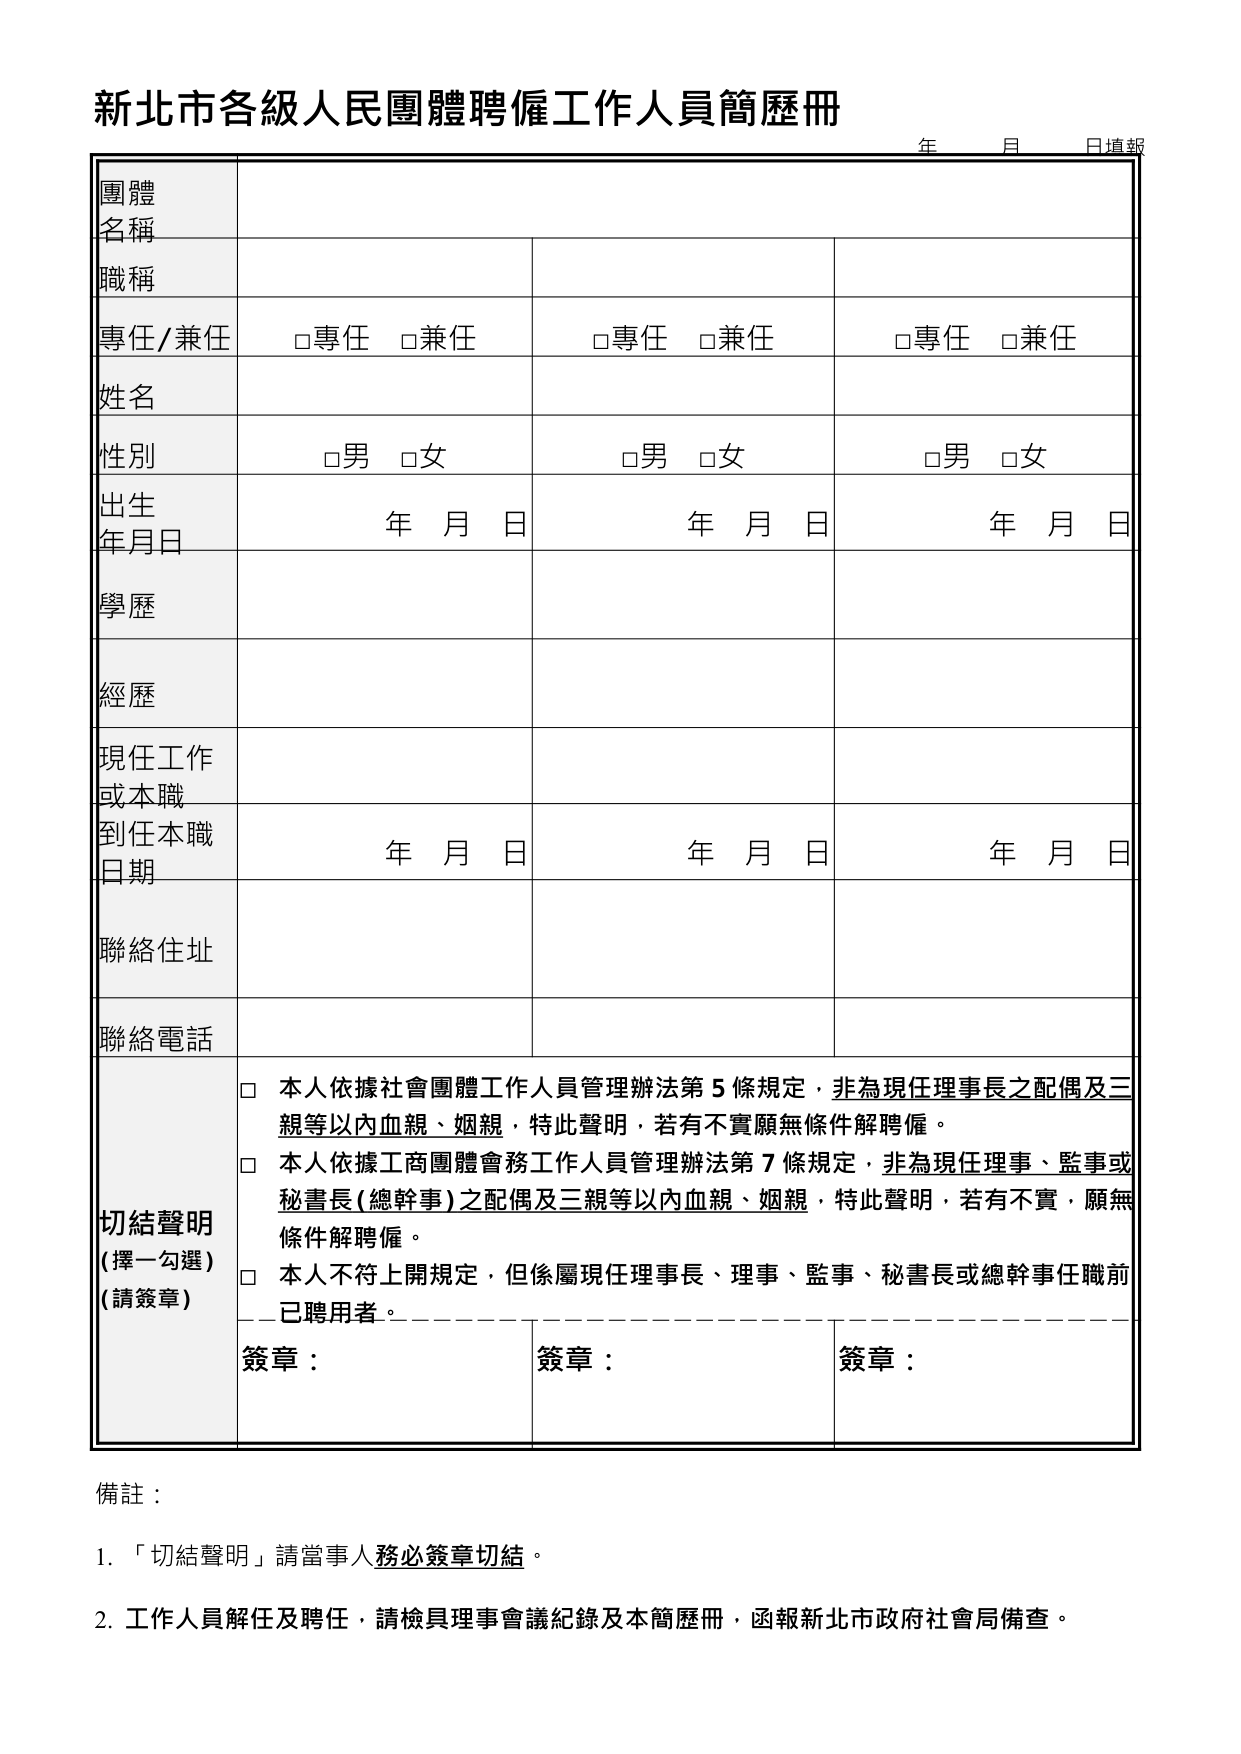 新北市各級人民團體聘僱工作人員簡歷冊
年 月 日填報
團體
名稱
職稱
專任/兼任 □專任 □兼任 □專任 □兼任 □專任 □兼任
姓名
性別 □男 □女 □男 □女 □男 □女
出生
年月日 年 月 日 年 月 日 年 月 日
學歷
經歷
現任工作
或本職
到任本職
日期 年 月 日 年 月 日 年 月 日
聯絡住址
聯絡電話
切結聲明
(擇一勾選)
(請簽章)
□ 本人依據社會團體工作人員管理辦法第 5 條規定，非為現任理事長之配偶及三
親等以內血親、姻親，特此聲明，若有不實願無條件解聘僱。
□ 本人依據工商團體會務工作人員管理辦法第 7 條規定，非為現任理事、監事或
秘書長(總幹事)之配偶及三親等以內血親、姻親，特此聲明，若有不實，願無
條件解聘僱。
□ 本人不符上開規定，但係屬現任理事長、理事、監事、秘書長或總幹事任職前
已聘用者。
簽章： 簽章： 簽章：
備註：
1. 「切結聲明」請當事人務必簽章切結。
2. 工作人員解任及聘任，請檢具理事會議紀錄及本簡歷冊，函報新北市政府社會局備查。